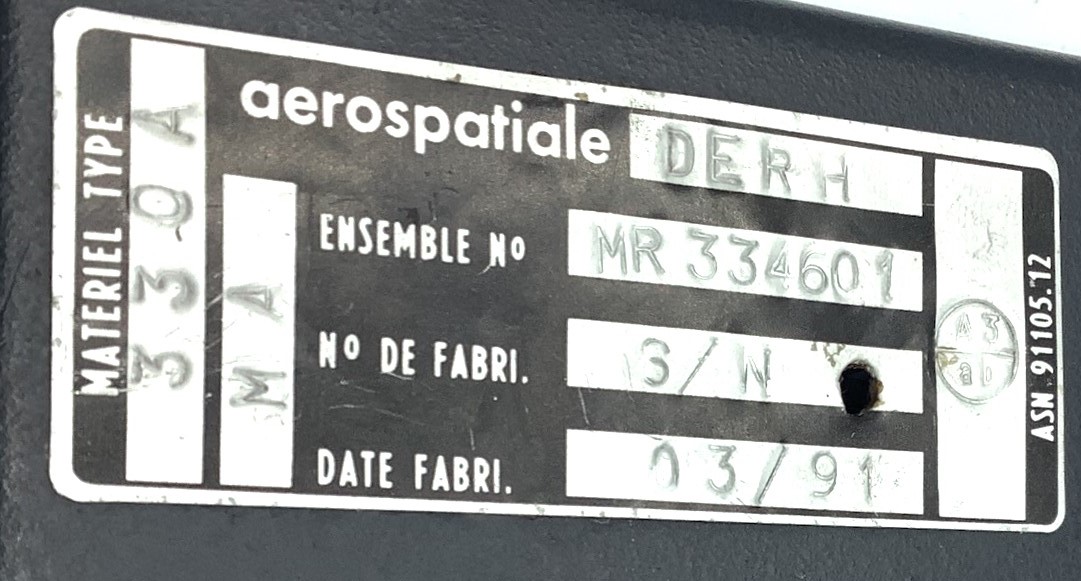 MATERIEL TYPE
330A
MA
aerospatiale DERH
ENSEMBLE Nº MR 334601
Nº DE FABRI. S/N
DATE FABRI. 03/91
A3
ab
ASN 91105.12